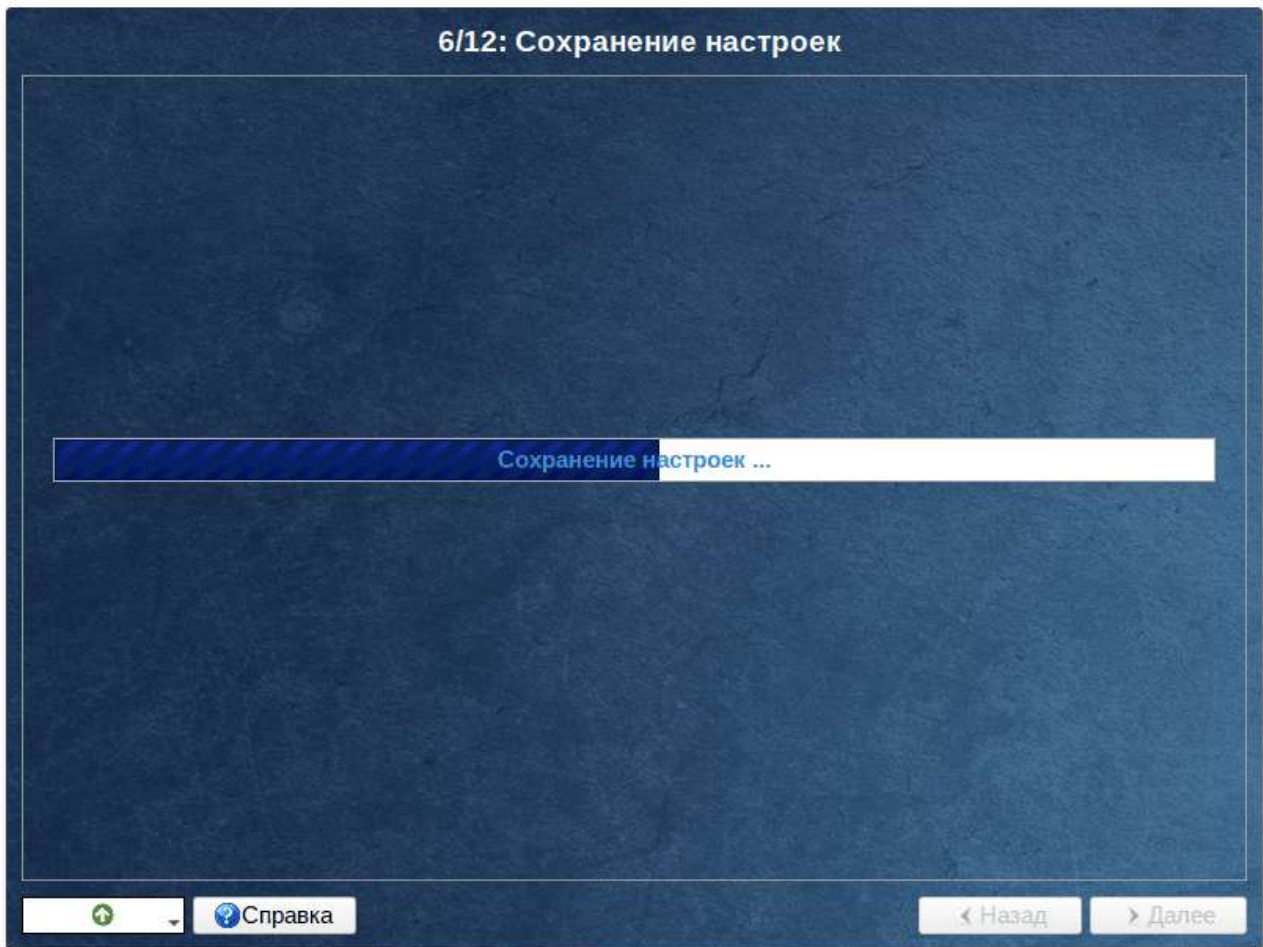 6/12: Сохранение настроек
Сохранение настроек ...
Справка
Назад
Далее